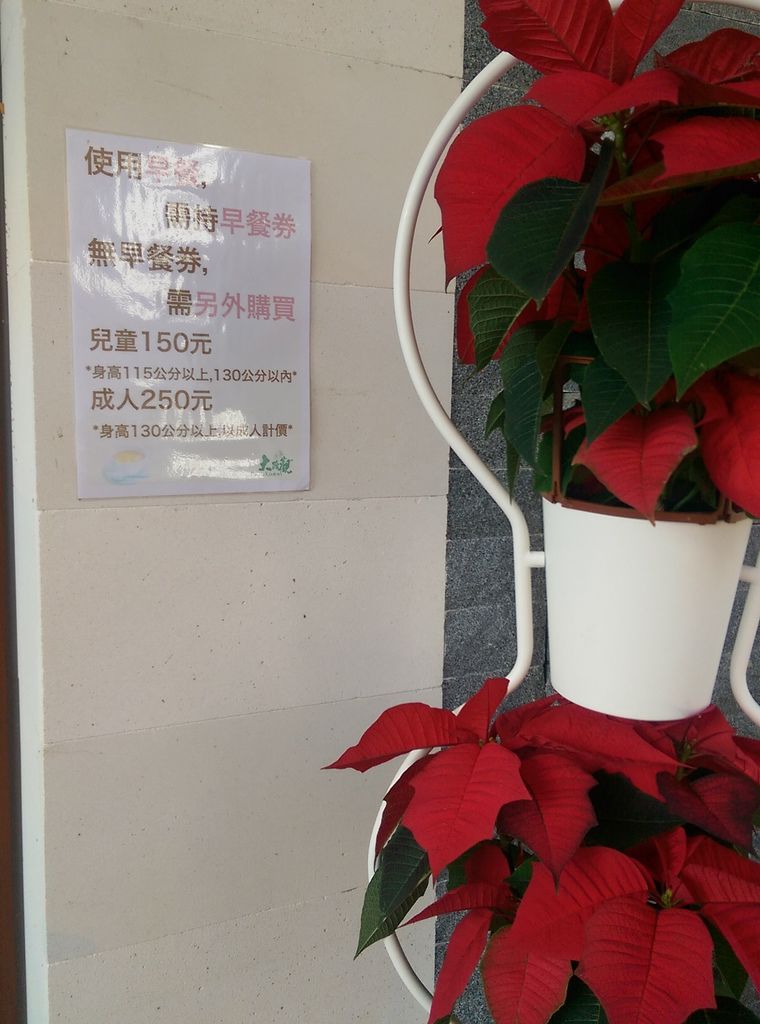 使用早餐,
需持早餐券
無早餐券,
需另外購買
兒童150元
*身高115公分以上,130公分以內*
成人250元
*身高130公分以上,以成人計價*